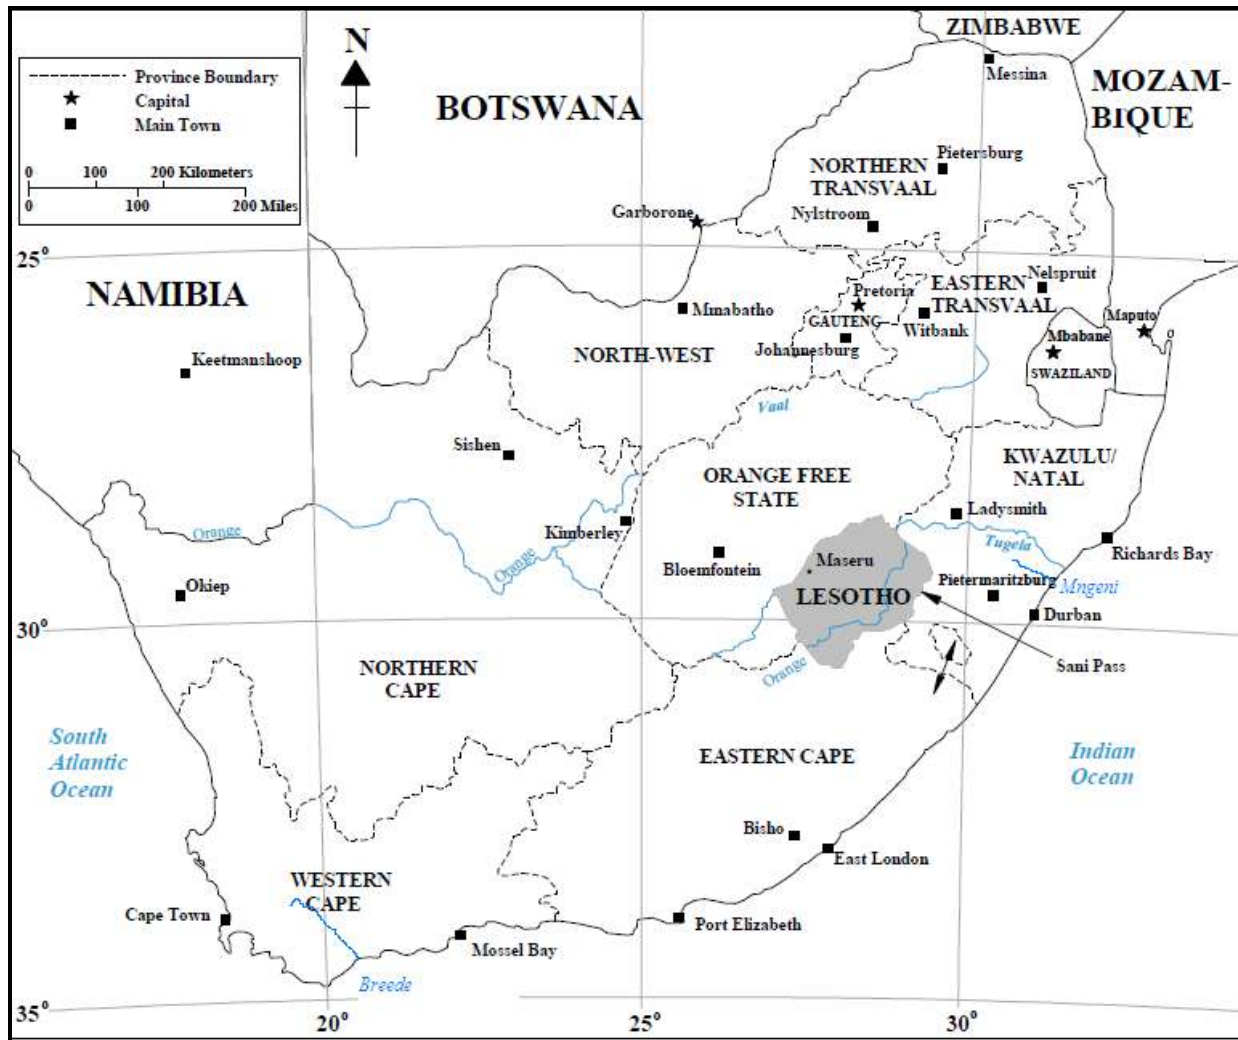 ZIMBABWE
N
Province Boundary
Capital
Main Town
0 100 200 Kilometers
0 100 200 Miles
Messina
MOZAM-
BIQUE
BOTSWANA
Pietersburg
NORTHERN
TRANSVAAL
Garborone
Nylstroom
25°
NAMIBIA
Nelspruit
EASTERN
TRANSVAAL
Pretoria
Mmabatho
GAUTENG
Witbank
Maputo
Mbabane
Johannesburg
NORTH-WEST
Keetmanshoop
SWAZILAND
Vaal
Sishen
KWAZULU/
NATAL
ORANGE FREE
STATE
Ladysmith
Orange
Kimberley
Tugela
Richards Bay
Orange
Bloemfontein
Maseru
Pietermaritzburg
Mngeni
Okiep
LESOTHO
Durban
30°
Sani Pass
Orange
NORTHERN
CAPE
South
Atlantic
Ocean
EASTERN CAPE
Indian
Ocean
Bisho
East London
WESTERN
CAPE
Cape Town
Port Elizabeth
Mossel Bay
Breede
35°
20°
25°
30°